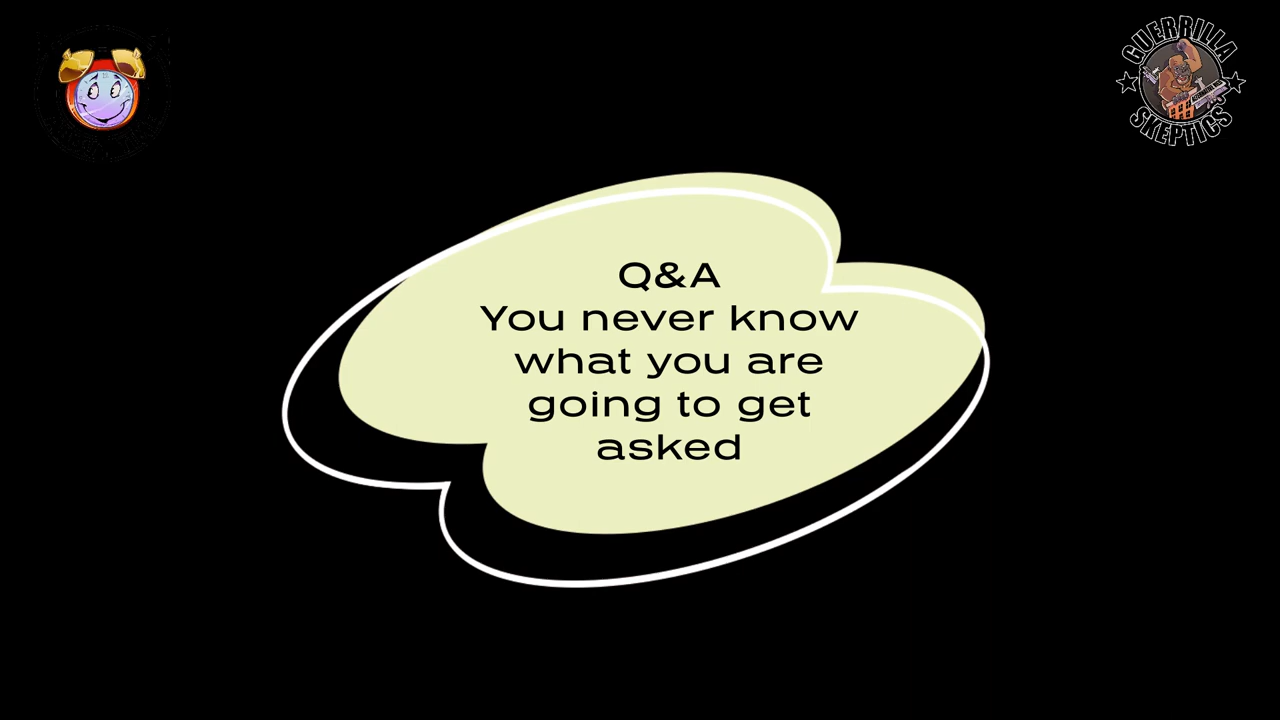 GUERRILLA
SKEPTICS
Q&A
You never know
what you are
going to get
asked